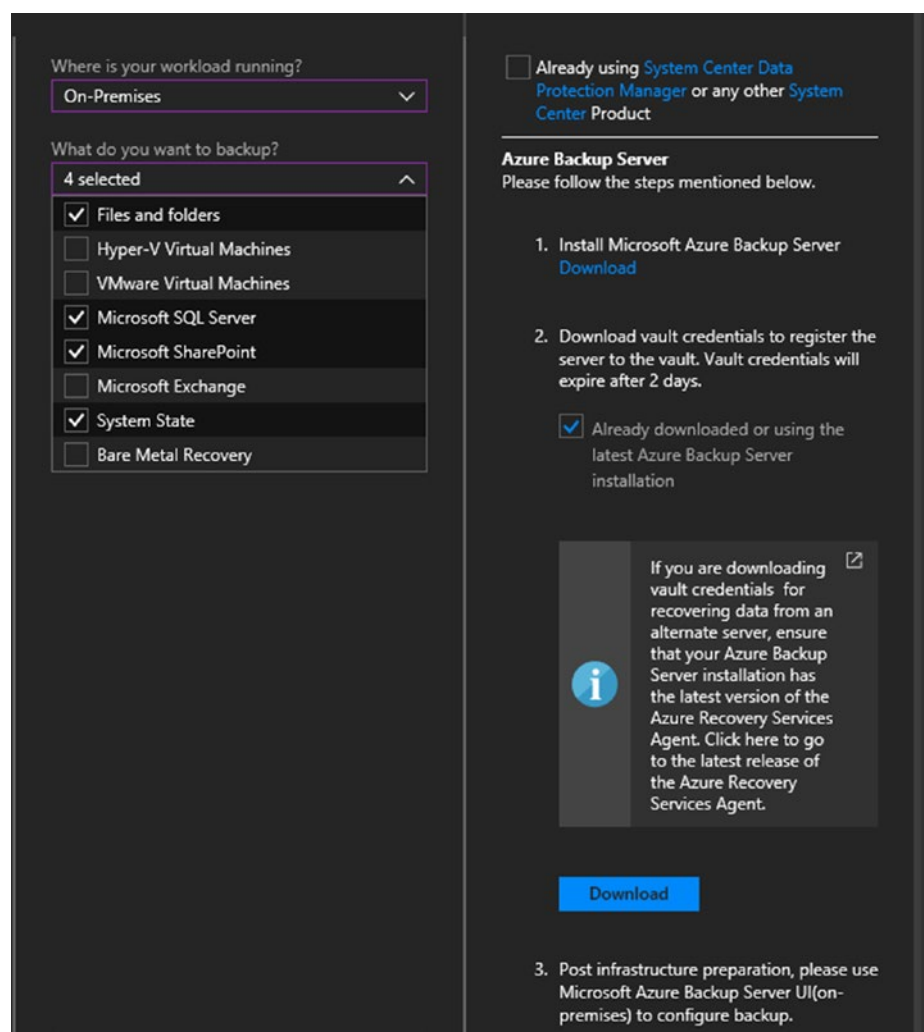 Where is your workload running?
On-Premises
What do you want to backup?
4 selected
Files and folders
Hyper-V Virtual Machines
VMware Virtual Machines
Microsoft SQL Server
Microsoft SharePoint
Microsoft Exchange
System State
Bare Metal Recovery
Already using System Center Data
Protection Manager or any other System
Center Product
Azure Backup Server
Please follow the steps mentioned below.
1. Install Microsoft Azure Backup Server
Download
2. Download vault credentials to register the
server to the vault. Vault credentials will
expire after 2 days.
Already downloaded or using the
latest Azure Backup Server
installation
If you are downloading
vault credentials for
recovering data from an
alternate server, ensure
that your Azure Backup
Server installation has
the latest version of the
Azure Recovery Services
Agent. Click here to go
to the latest release of
the Azure Recovery
Services Agent.
Download
3. Post infrastructure preparation, please use
Microsoft Azure Backup Server UI(on-
premises) to configure backup.